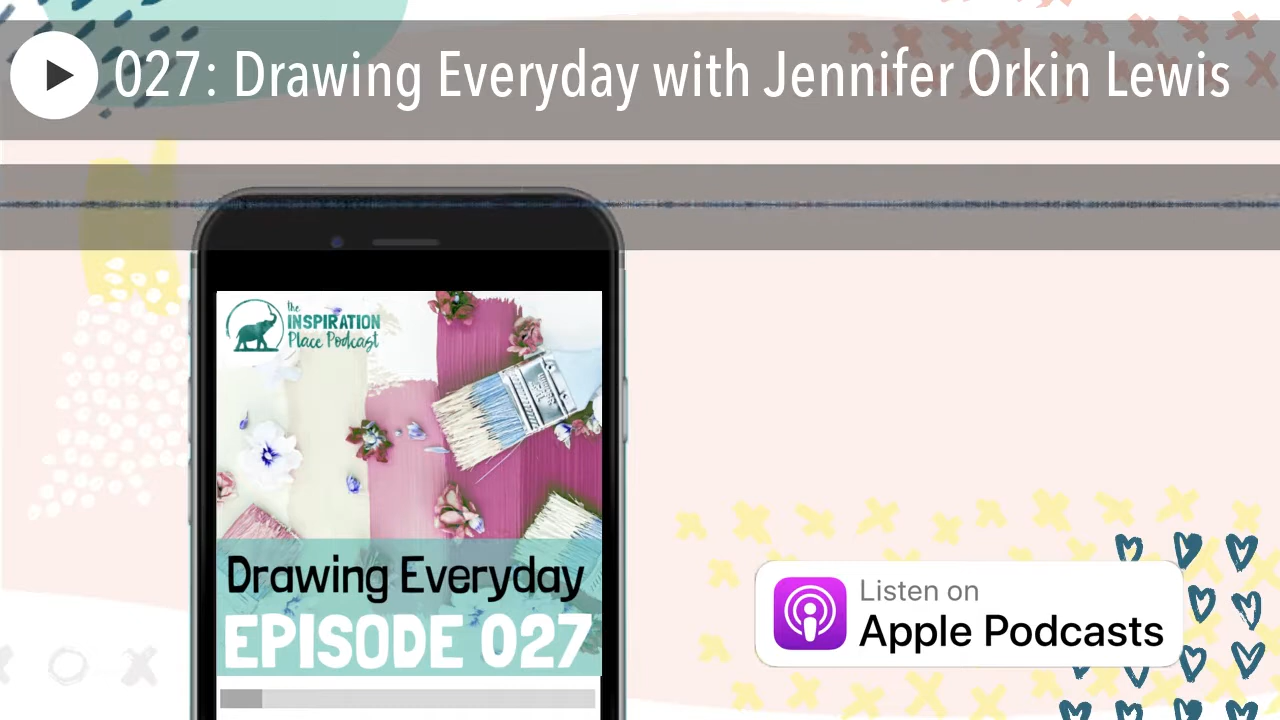 027: Drawing Everyday with Jennifer Orkin Lewis
the
INSPIRATION
Place Podcast
Drawing Everyday
EPISODE 027
Listen on
Apple Podcasts